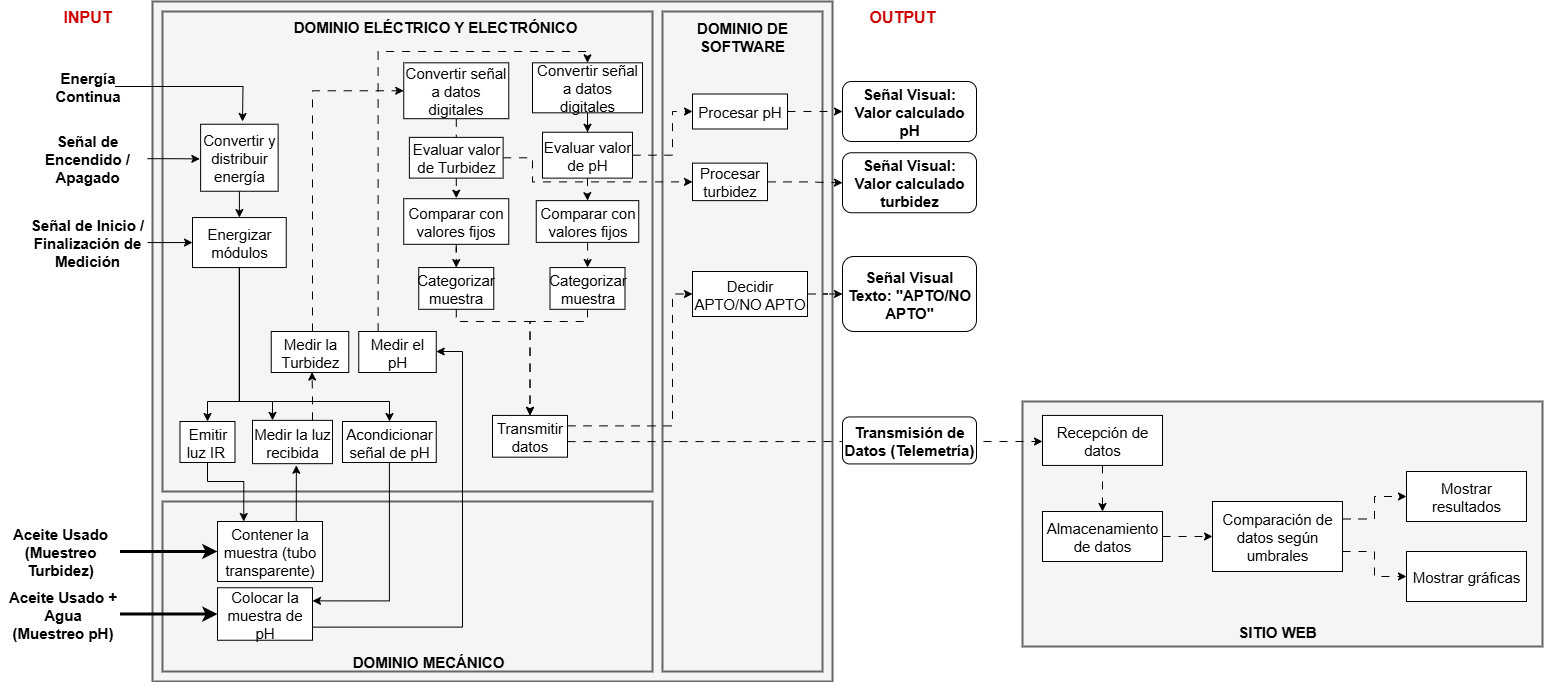 INPUT
DOMINIO ELÉCTRICO Y ELECTRÓNICO
DOMINIO DE
SOFTWARE
OUTPUT
Energía
Continua
Señal de
Encendido /
Apagado
Señal de Inicio /
Finalización de
Medición
Convertir y
distribuir
energía
Energizar
módulos
Convertir señal
a datos
digitales
Convertir señal
a datos
digitales
Evaluar valor
de Turbidez
Evaluar valor
de pH
Comparar con
valores fijos
Comparar con
valores fijos
Categorizar
muestra
Categorizar
muestra
Medir la
Turbidez
Medir el
pH
Emitir
luz IR
Medir la luz
recibida
Acondicionar
señal de pH
Transmitir
datos
Procesar pH
Procesar
turbidez
Decidir
APTO/NO APTO
Señal Visual:
Valor calculado
pH
Señal Visual:
Valor calculado
turbidez
Señal Visual
Texto: "APTO/NO
APTO"
Transmisión de
Datos (Telemetría)
Aceite Usado
(Muestreo
Turbidez)
Aceite Usado +
Agua
(Muestreo pH)
Contener la
muestra (tubo
transparente)
Colocar la
muestra de
pH
DOMINIO MECÁNICO
Recepción de
datos
Almacenamiento
de datos
Comparación de
datos según
umbrales
Mostrar
resultados
Mostrar gráficas
SITIO WEB